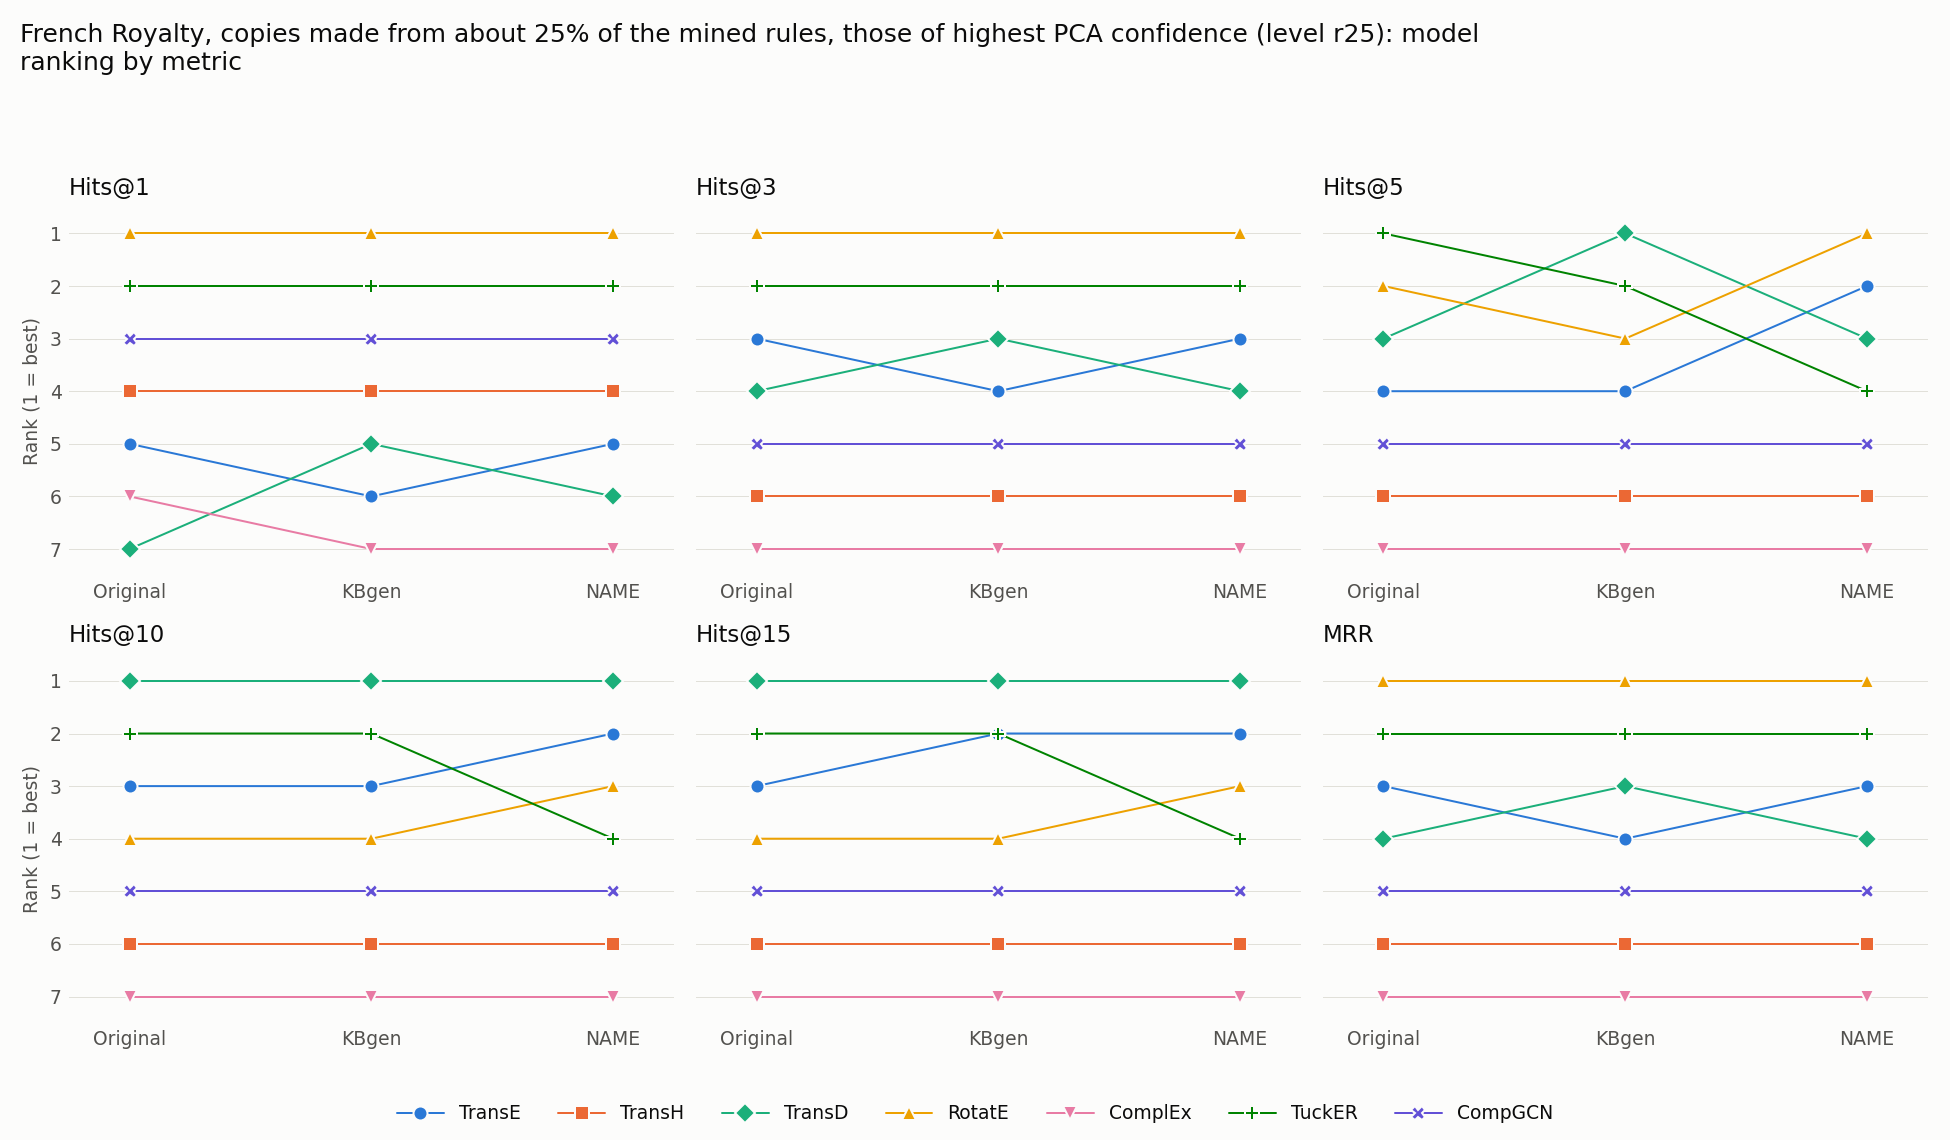 French Royalty, copies made from about 25% of the mined rules, those of highest PCA confidence (level r25): model
ranking by metric
Hits@1
Hits@3
Hits@5
Rank (1 = best)
1
2
3
4
5
6
7
Original
KBgen
NAME
Original
KBgen
NAME
Original
KBgen
NAME
Hits@10
Hits@15
MRR
Rank (1 = best)
1
2
3
4
5
6
7
Original
KBgen
NAME
Original
KBgen
NAME
Original
KBgen
NAME
TransE
TransH
TransD
RotatE
ComplEx
TuckER
CompGCN